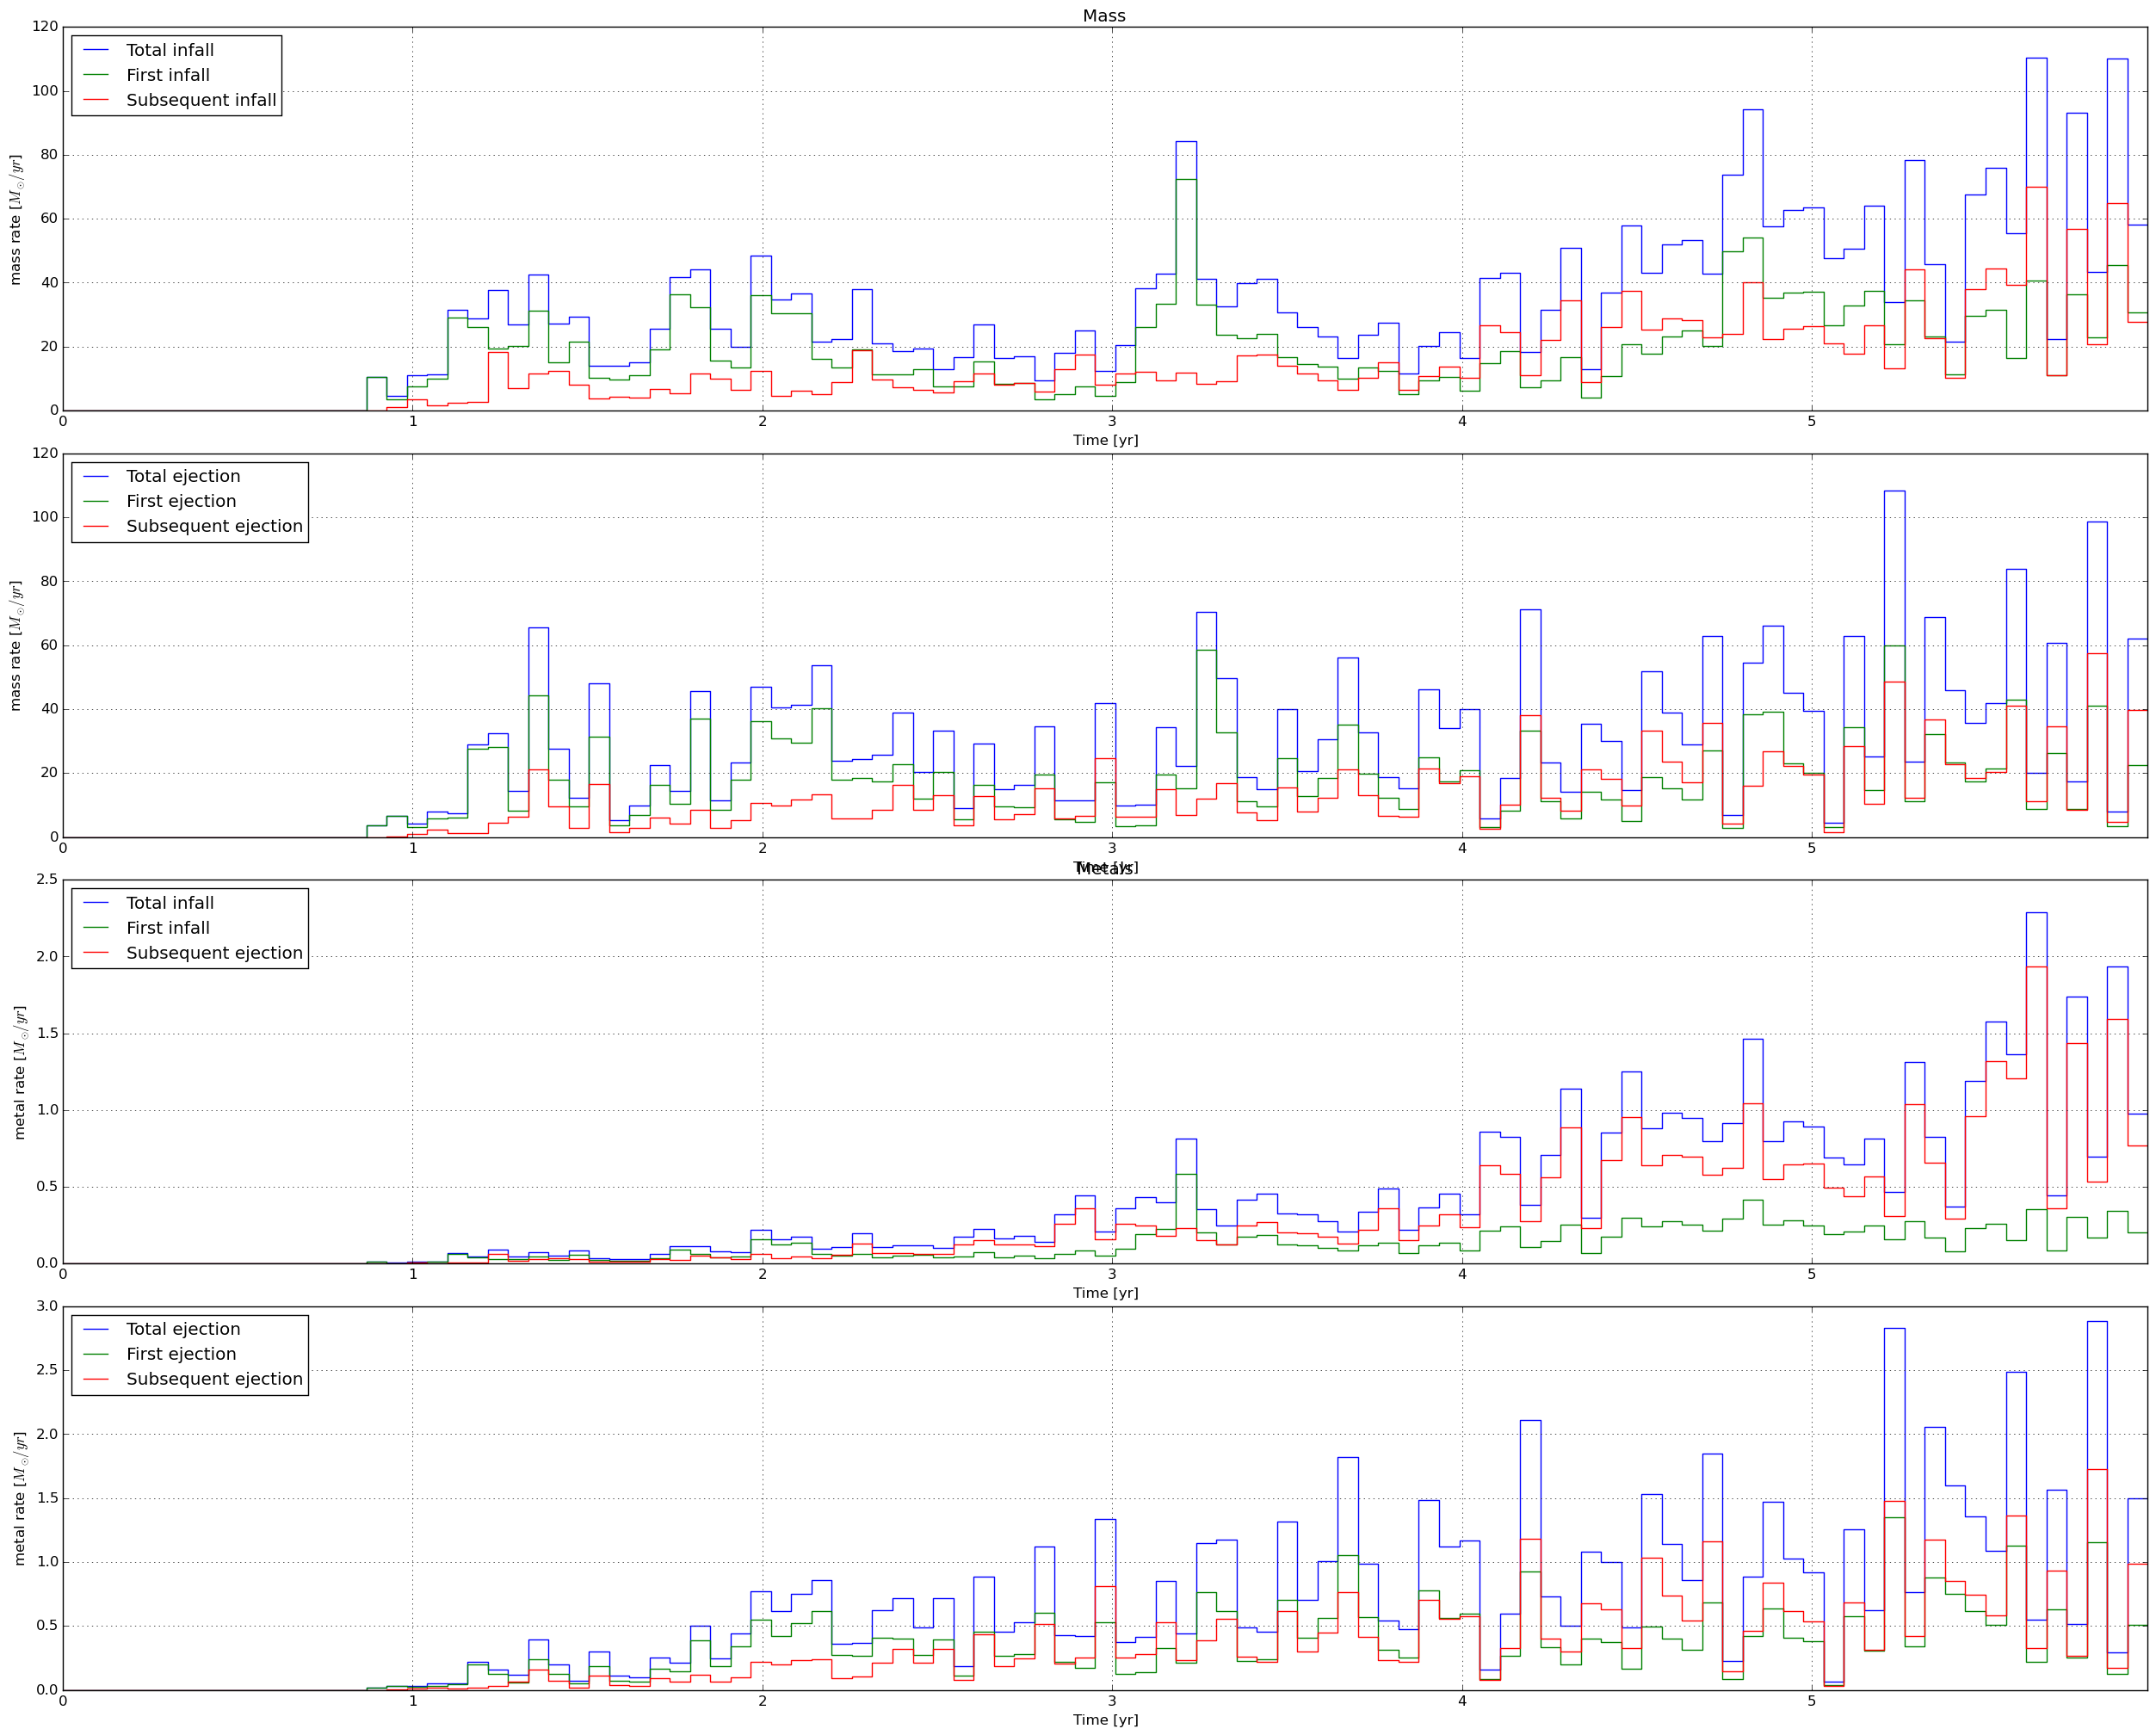 Mass
120
100
80
60
40
20
0
mass rate [$M_\odot/yr$]
Total infall
First infall
Subsequent infall
0 1 2 3 4 5
Time [yr]
120
100
80
60
40
20
0
mass rate [$M_\odot/yr$]
Total ejection
First ejection
Subsequent ejection
0 1 2 3 4 5
Time [yr]
Metals
2.5
2.0
1.5
1.0
0.5
0.0
metal rate [$M_\odot/yr$]
Total infall
First infall
Subsequent ejection
0 1 2 3 4 5
Time [yr]
3.0
2.5
2.0
1.5
1.0
0.5
0.0
metal rate [$M_\odot/yr$]
Total ejection
First ejection
Subsequent ejection
0 1 2 3 4 5
Time [yr]